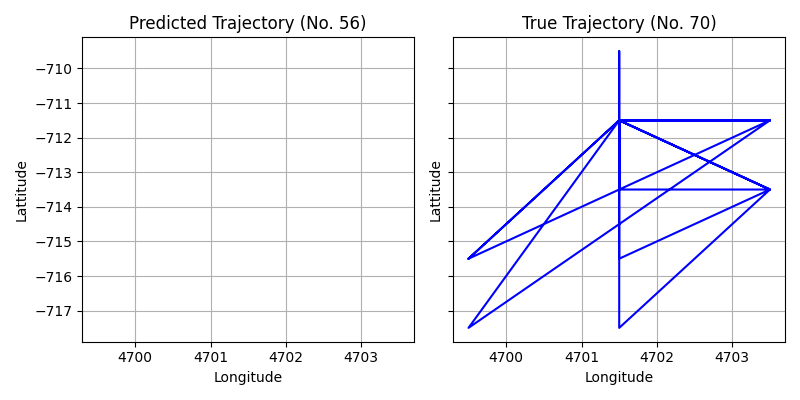 Predicted Trajectory (No. 56)
True Trajectory (No. 70)
Lattitude
−710
−711
−712
−713
−714
−715
−716
−717
4700
4701
4702
4703
Longitude
Lattitude
4700
4701
4702
4703
Longitude